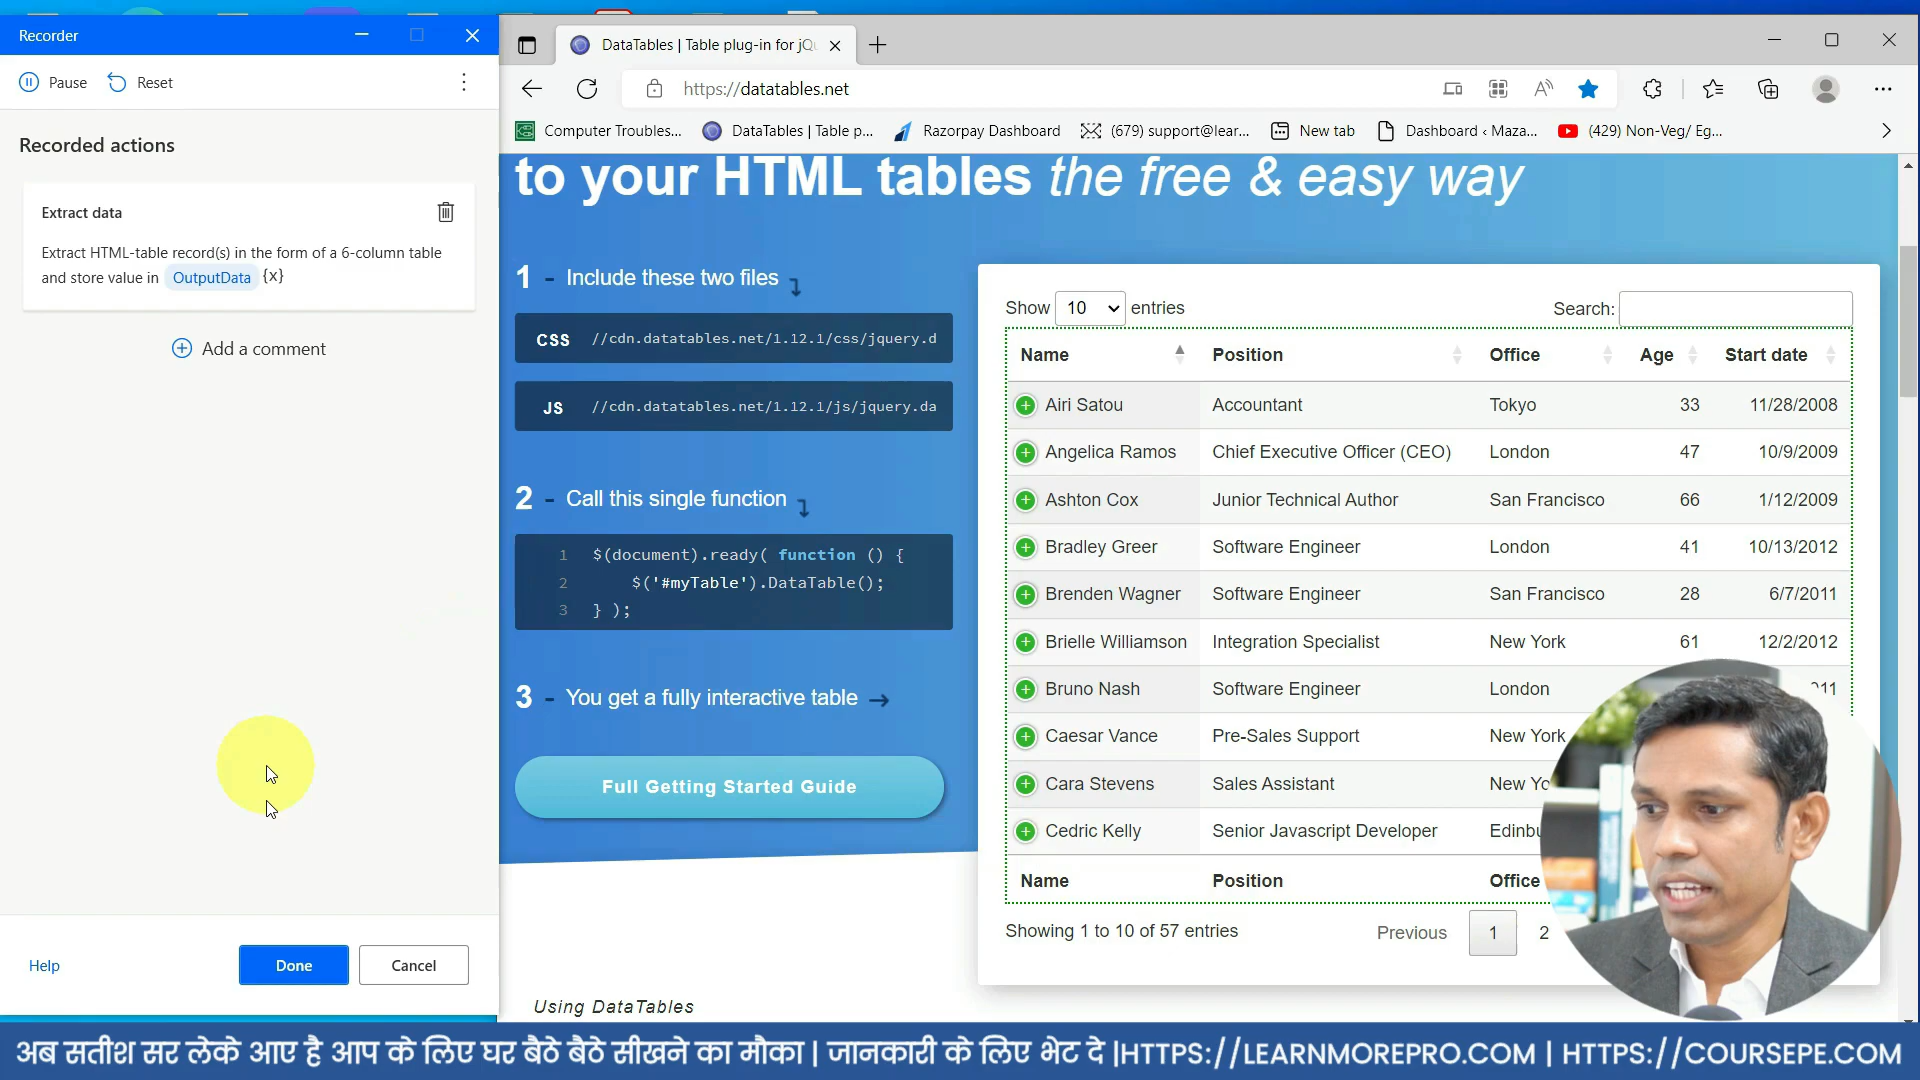 Recorder
Pause
Reset
Recorded actions
Extract data
Extract HTML-table record(s) in the form of a 6-column table
and store value in OutputData {x}
Add a comment
Help
Done
Cancel
DataTables | Table plug-in for jQu
https://datatables.net
Computer Troubles...
DataTables | Table p...
Razorpay Dashboard
(679) support@lear...
New tab
Dashboard ‹ Maza...
(429) Non-Veg/ Eg...
to your HTML tables the free & easy way
1 - Include these two files
CSS //cdn.datatables.net/1.12.1/css/jquery.d
JS //cdn.datatables.net/1.12.1/js/jquery.da
2 - Call this single function
1 $(document).ready( function () {
2 $('#myTable').DataTable();
3 } );
3 - You get a fully interactive table →
Full Getting Started Guide
Using DataTables
Show 10 entries
Search:
Name Position Office Age Start date
Airi Satou Accountant Tokyo 33 11/28/2008
Angelica Ramos Chief Executive Officer (CEO) London 47 10/9/2009
Ashton Cox Junior Technical Author San Francisco 66 1/12/2009
Bradley Greer Software Engineer London 41 10/13/2012
Brenden Wagner Software Engineer San Francisco 28 6/7/2011
Brielle Williamson Integration Specialist New York 61 12/2/2012
Bruno Nash Software Engineer London 011
Caesar Vance Pre-Sales Support New York
Cara Stevens Sales Assistant New Yo
Cedric Kelly Senior Javascript Developer Edinbu
Name Position Office
Showing 1 to 10 of 57 entries
Previous 1 2
अब सतीश सर लेके आए है आप के लिए घर बैठे बैठे सीखने का मौका | जानकारी के लिए भेट दे |HTTPS://LEARNMOREPRO.COM | HTTPS://COURSEPE.COM